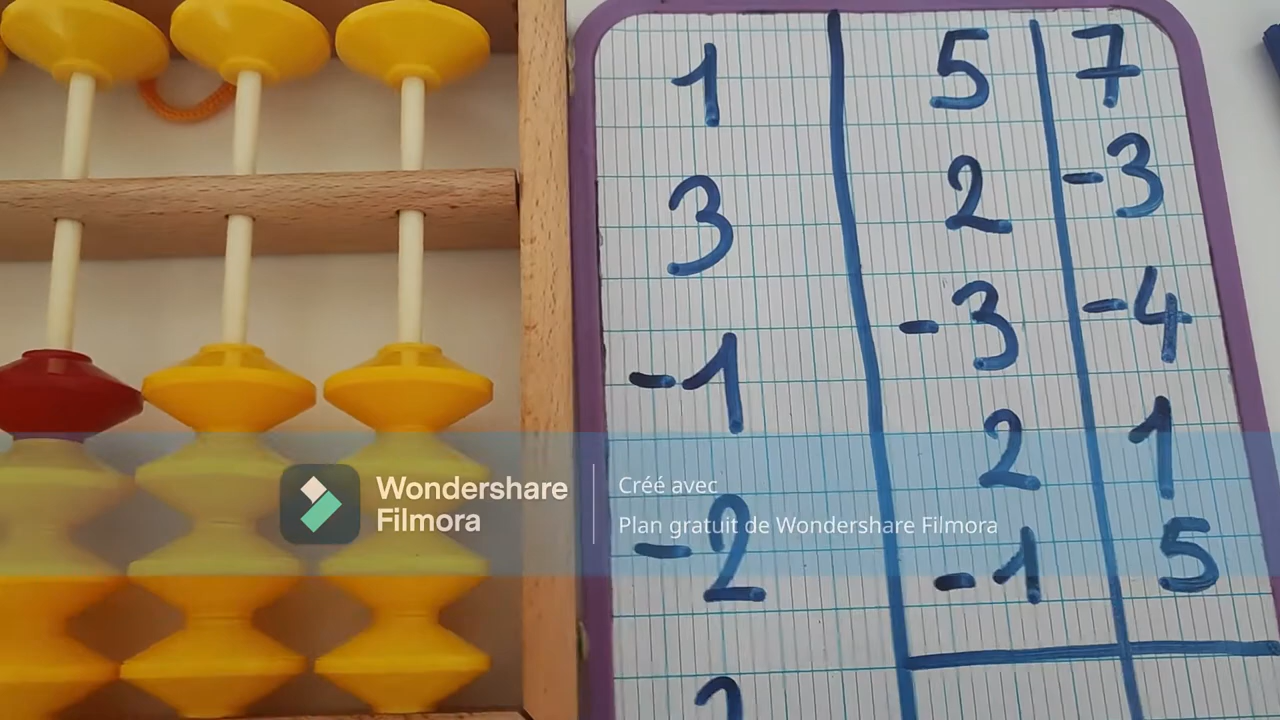 1 5 7
3 2 -3
-1 -3 -4
-2 2 1
-1 5
Wondershare
Filmora
Créé avec
Plan gratuit de Wondershare Filmora